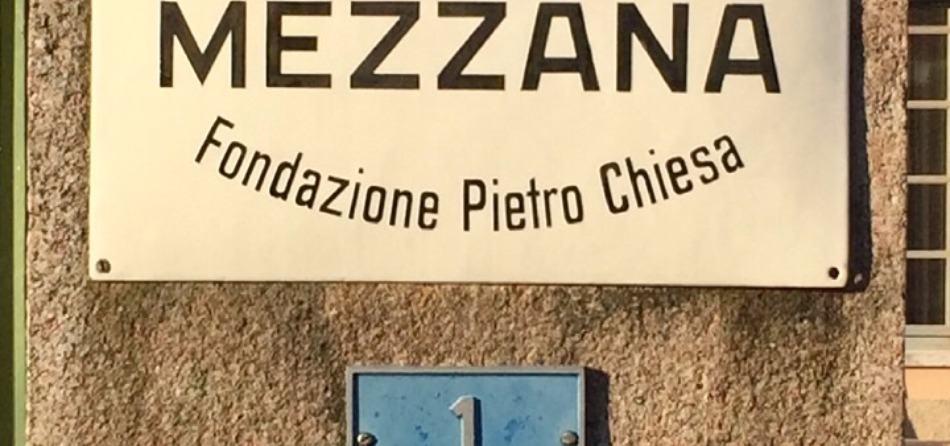 MEZZANA
Fondazione Pietro Chiesa
1